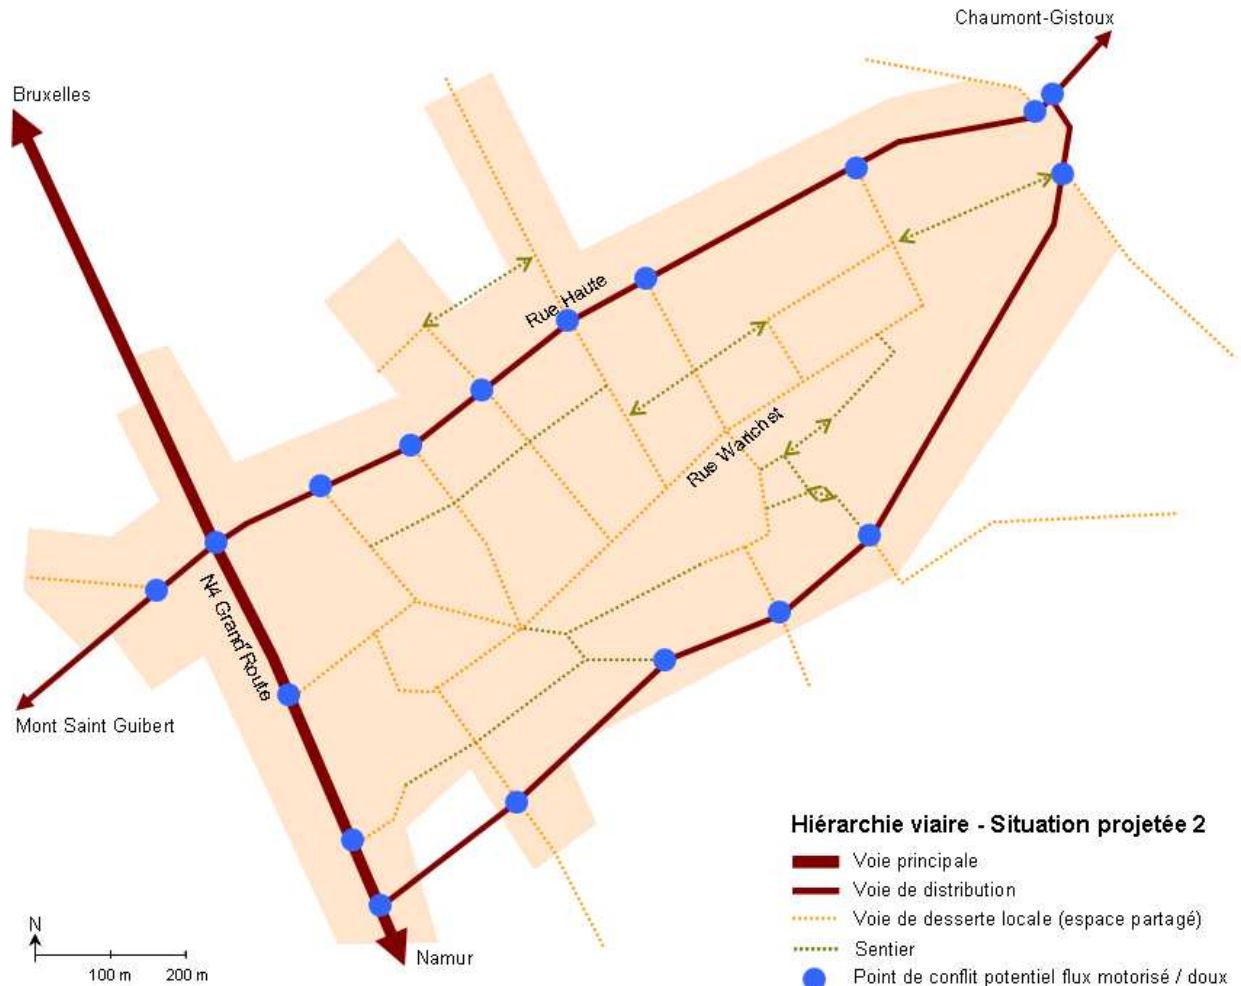 Chaumont-Gistoux
Bruxelles
Rue Haute
Rue Warichet
N4 Grand'Route
Mont Saint Guibert
Hiérarchie viaire - Situation projetée 2
Voie principale
Voie de distribution
Voie de desserte locale (espace partagé)
Sentier
Point de conflit potentiel flux motorisé / doux
N
100 m 200 m
Namur